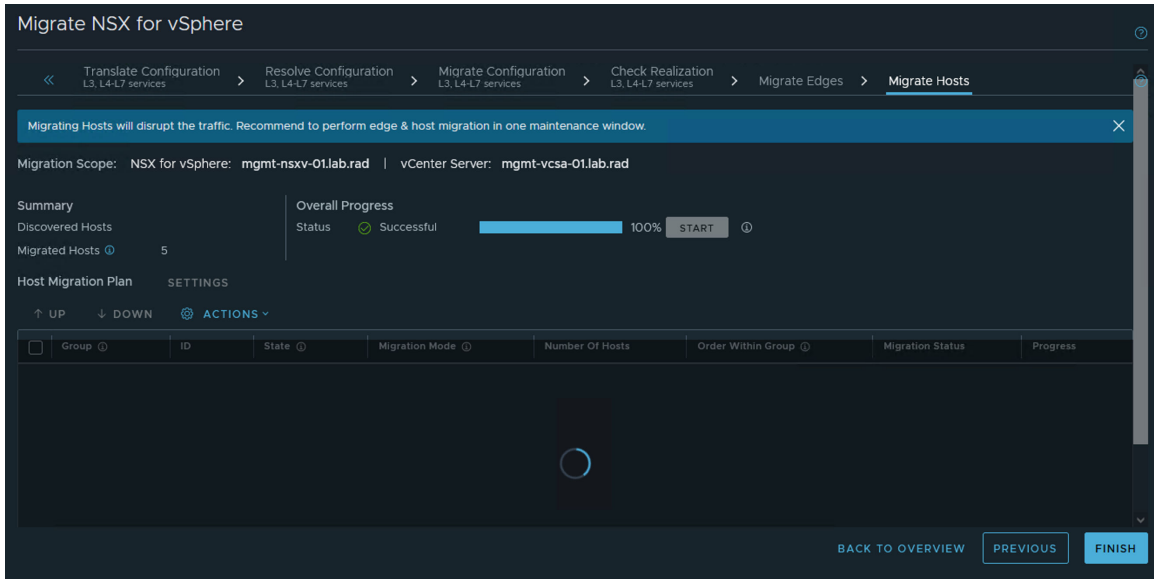 Migrate NSX for vSphere
Translate Configuration
L3, L4-L7 services
Resolve Configuration
L3, L4-L7 services
Migrate Configuration
L3, L4-L7 services
Check Realization
L3, L4-L7 services
Migrate Edges
Migrate Hosts
Migrating Hosts will disrupt the traffic. Recommend to perform edge & host migration in one maintenance window.
Migration Scope: NSX for vSphere: mgmt-nsxv-01.lab.rad | vCenter Server: mgmt-vcsa-01.lab.rad
Summary
Discovered Hosts
Migrated Hosts 5
Overall Progress
Status Successful 100% START
Host Migration Plan SETTINGS
UP DOWN ACTIONS
Group ID State Migration Mode Number Of Hosts Order Within Group Migration Status Progress
BACK TO OVERVIEW PREVIOUS FINISH